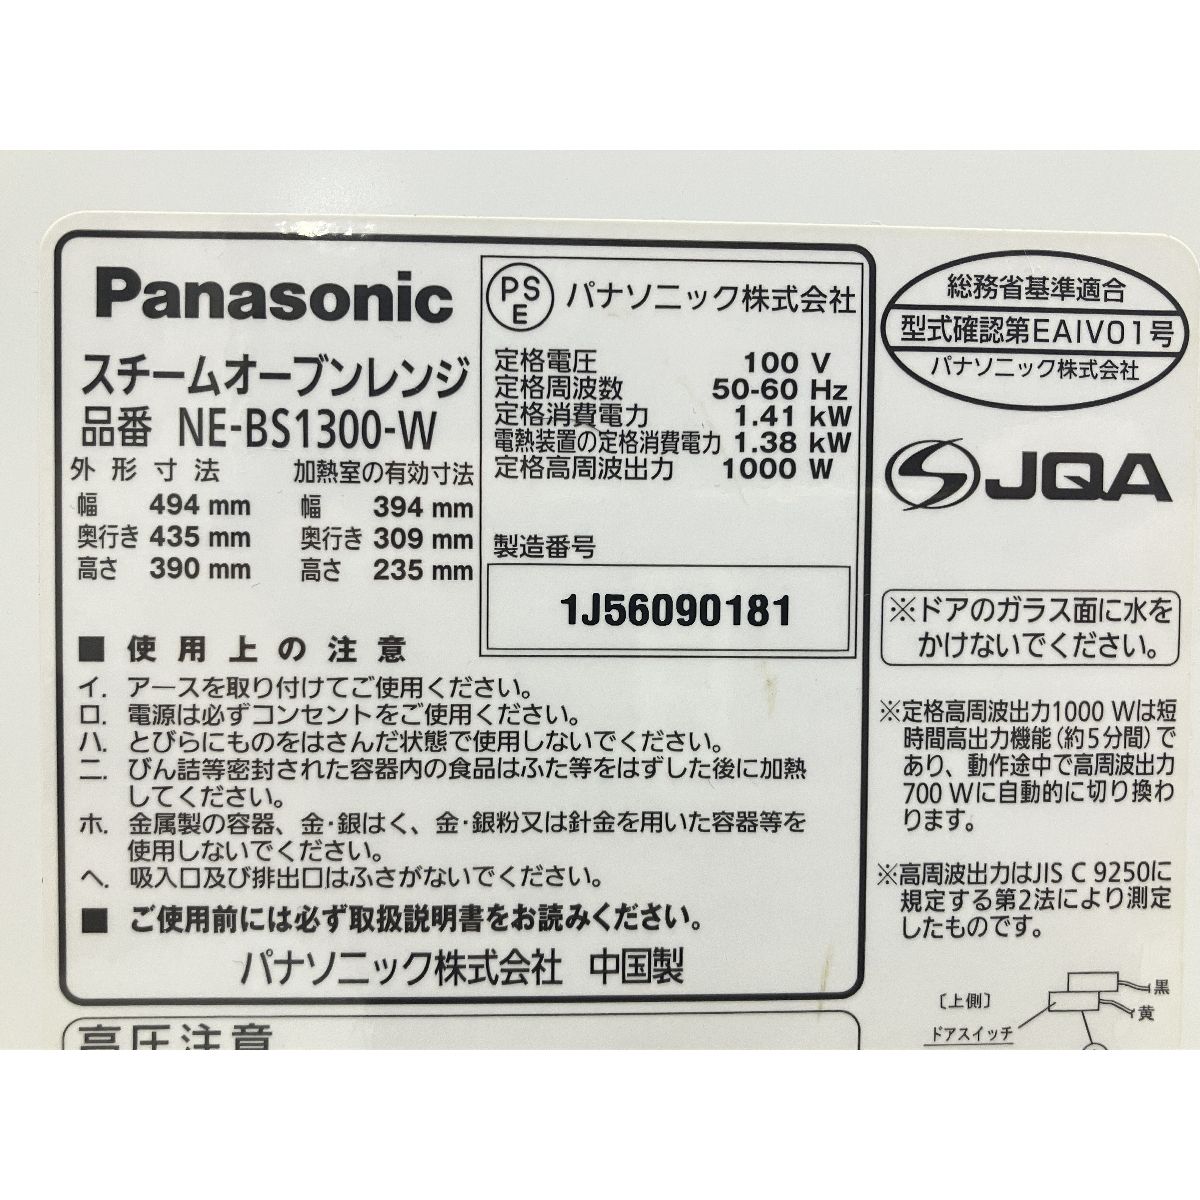 Panasonic
スチームオーブンレンジ
品番 NE-BS1300-W
外形寸法
幅 494 mm
奥行き 435 mm
高さ 390 mm
加熱室の有効寸法
幅 394 mm
奥行き 309 mm
高さ 235 mm
PSE パナソニック株式会社
定格電圧 100 V
定格周波数 50-60 Hz
定格消費電力 1.41 kW
電熱装置の定格消費電力 1.38 kW
定格高周波出力 1000 W
製造番号
1J56090181
■ 使用上の注意
イ. アースを取り付けてご使用ください。
ロ. 電源は必ずコンセントをご使用ください。
ハ. とびらにものをはさんだ状態で使用しないでください。
ニ. びん詰等密封された容器内の食品はふた等をはずした後に加熱
してください。
ホ. 金属製の容器、金・銀はく、金・銀粉又は針金を用いた容器等を
使用しないでください。
ヘ. 吸入口及び排出口はふさがないでください。
■ ご使用前には必ず取扱説明書をお読みください。
パナソニック株式会社 中国製
総務省基準適合
型式確認第EAIV01号
パナソニック株式会社
JQA
※ドアのガラス面に水を
かけないでください。
※定格高周波出力1000 Wは短
時間高出力機能(約5分間)で
あり、動作途中で高周波出力
700 Wに自動的に切り換わ
ります。
※高周波出力はJIS C 9250に
規定する第2法により測定
したものです。
〔上側〕
黒
黄
ドアスイッチ
高圧注意